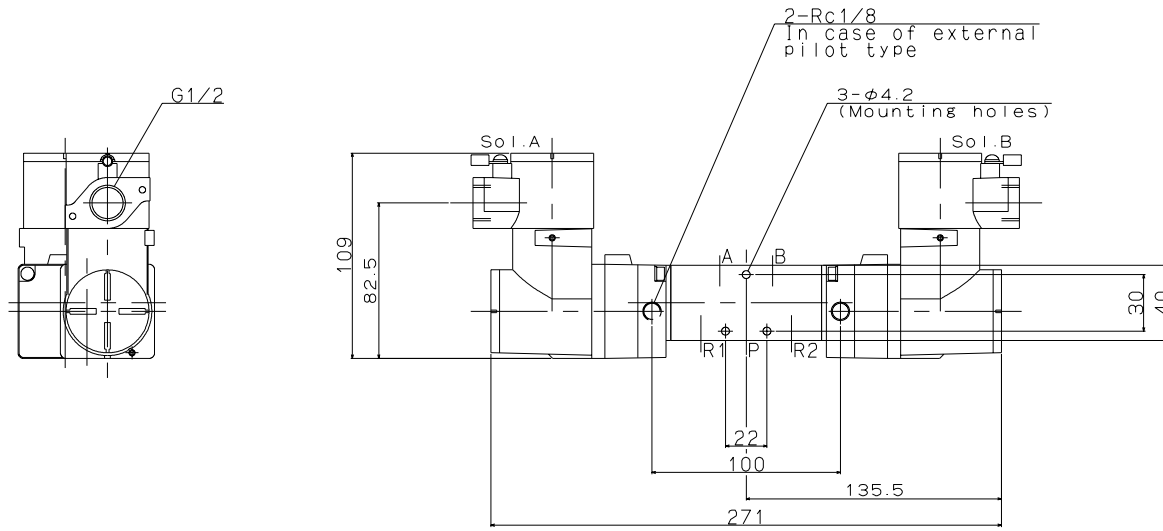 2-Rc1/8
In case of external
pilot type
G1/2
3-φ4.2
(Mounting holes)
Sol.A
Sol.B
109
82.5
A
B
30
40
R1
P
R2
22
100
135.5
271